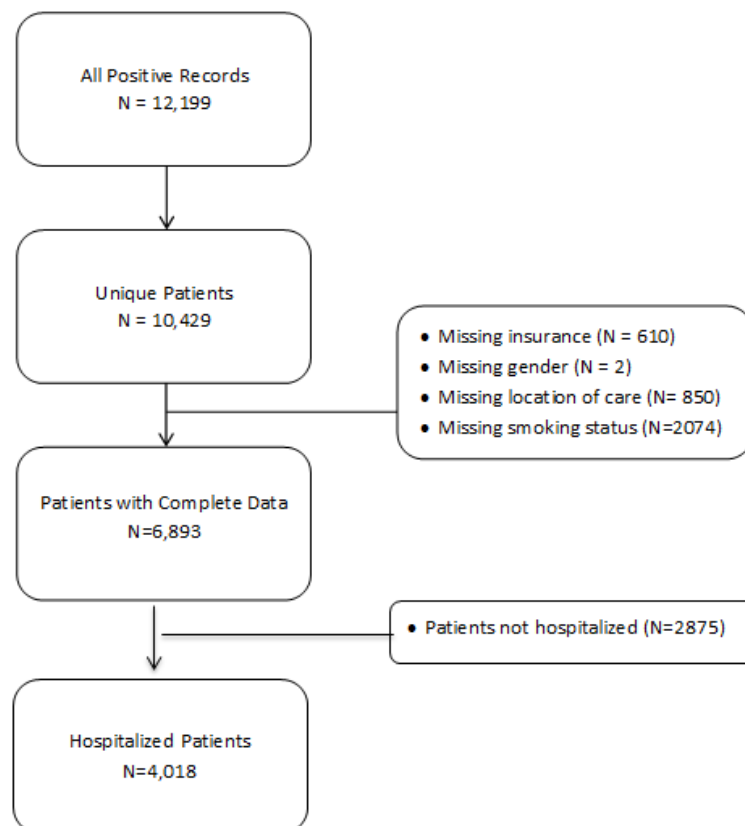 All Positive Records
N = 12,199
Unique Patients
N = 10,429
• Missing insurance (N = 610)
• Missing gender (N = 2)
• Missing location of care (N= 850)
• Missing smoking status (N=2074)
Patients with Complete Data
N=6,893
• Patients not hospitalized (N=2875)
Hospitalized Patients
N=4,018